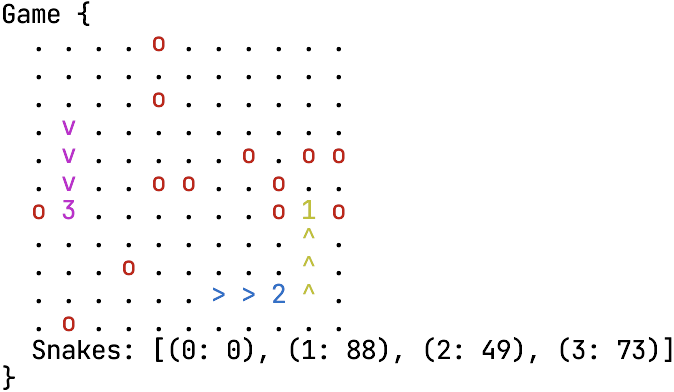 Game {
  . . . . o . . . . . .
  . . . . . . . . . . .
  . . . . o . . . . . .
  . v . . . . . . . . .
  . v . . . . . o . o o
  . v . . o o . . o . .
  o 3 . . . . . . o 1 o
  . . . . . . . . . ^ .
  . . . o . . . . . ^ .
  . . . . . . > > 2 ^ .
  . o . . . . . . . . .
  Snakes: [(0: 0), (1: 88), (2: 49), (3: 73)]
}